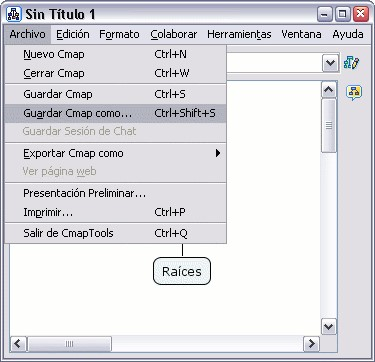 Sin Título 1
Archivo Edición Formato Colaborar Herramientas Ventana Ayuda
Nuevo Cmap Ctrl+N
Cerrar Cmap Ctrl+W
Guardar Cmap Ctrl+S
Guardar Cmap como... Ctrl+Shift+S
Guardar Sesión de Chat
Exportar Cmap como
Ver página web
Presentación Preliminar...
Imprimir... Ctrl+P
Salir de CmapTools Ctrl+Q
Raíces